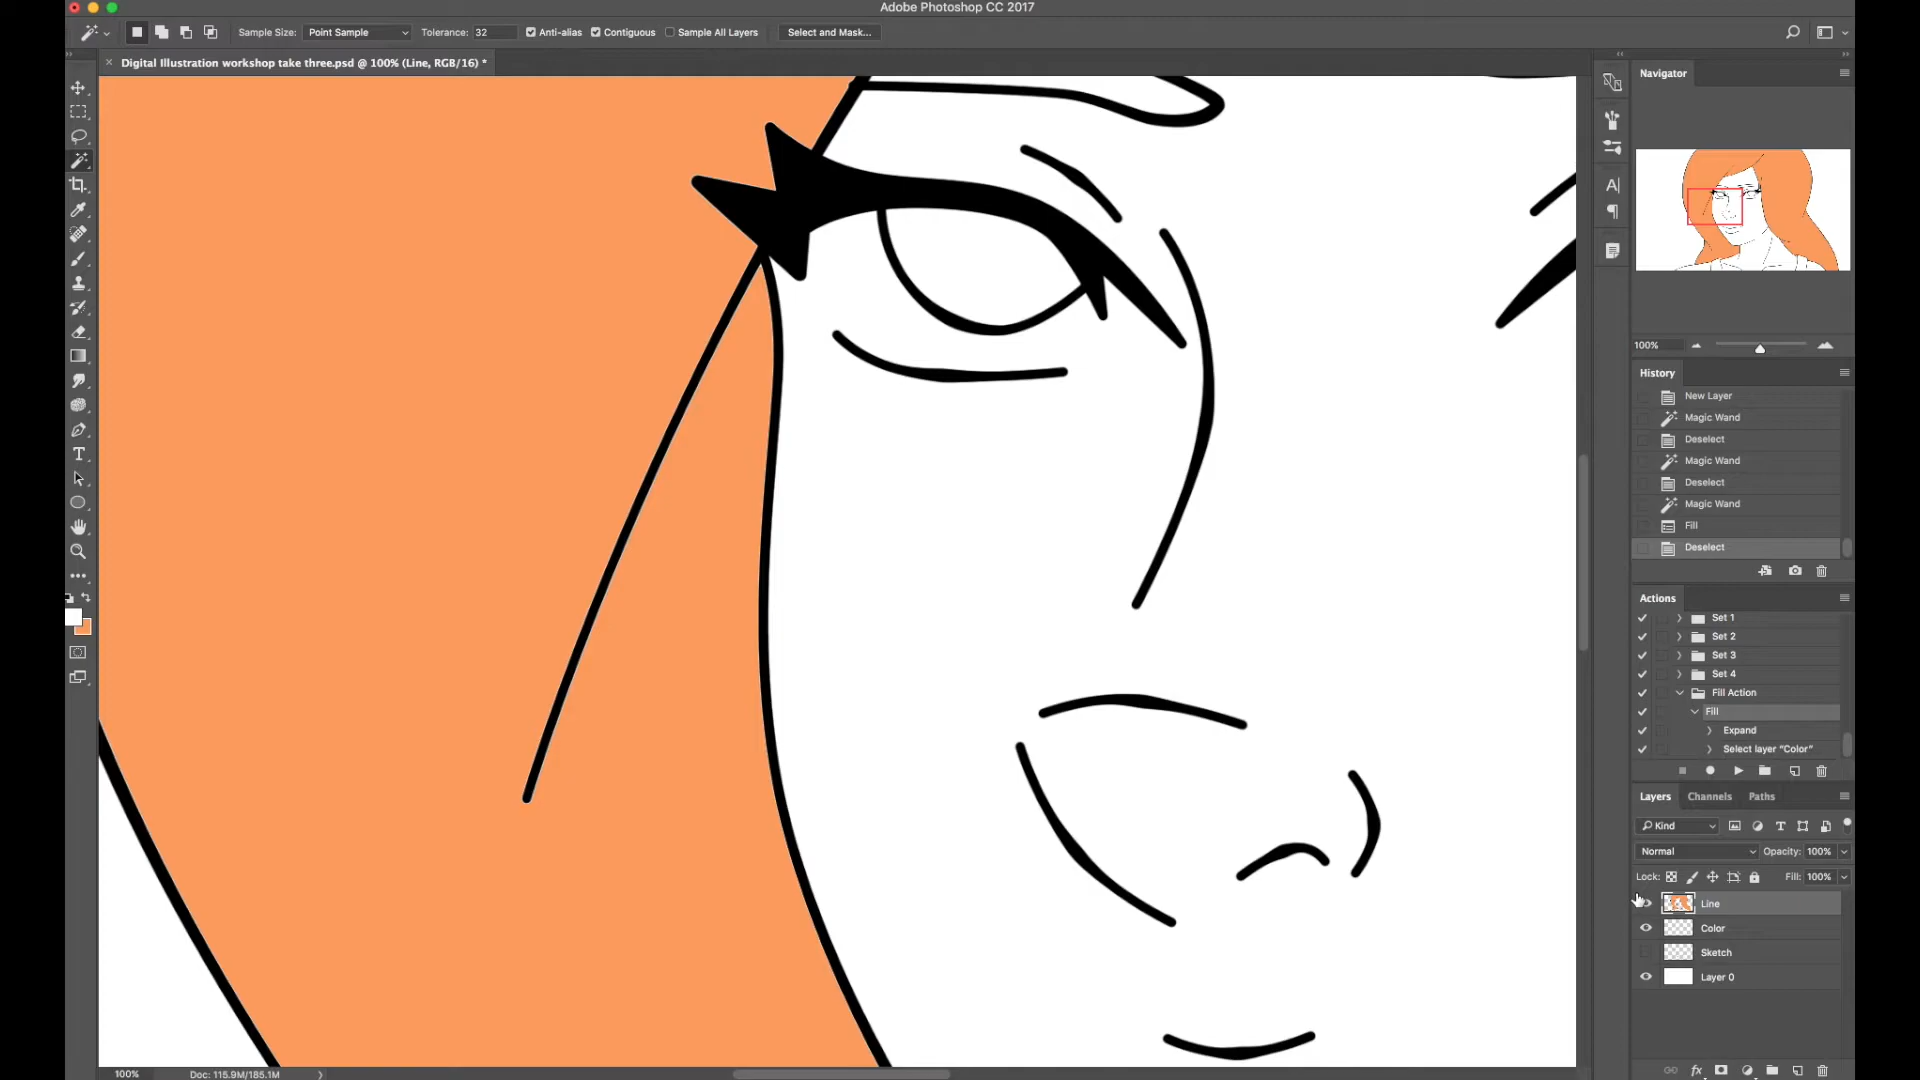 Adobe Photoshop CC 2017
Sample Size: Point Sample Tolerance: 32 Anti-alias Contiguous Sample All Layers Select and Mask...
Digital Illustration workshop take three.psd @ 100% (Line, RGB/16) *
Navigator
100%
History
New Layer
Magic Wand
Deselect
Magic Wand
Deselect
Magic Wand
Fill
Deselect
Actions
Set 1
Set 2
Set 3
Set 4
Fill Action
Fill
Expand
Select layer "Color"
Layers Channels Paths
Kind
Normal Opacity: 100%
Lock: Fill: 100%
Line
Color
Sketch
Layer 0
100% Doc: 115.9M/185.1M